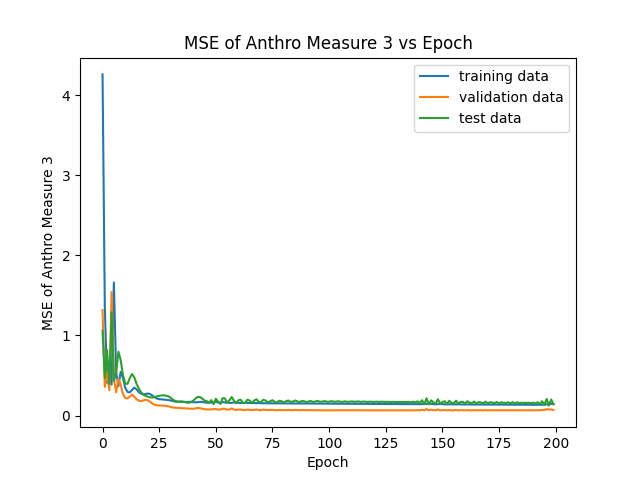 MSE of Anthro Measure 3 vs Epoch
training data
validation data
test data
MSE of Anthro Measure 3
4
3
2
1
0
0 25 50 75 100 125 150 175 200
Epoch